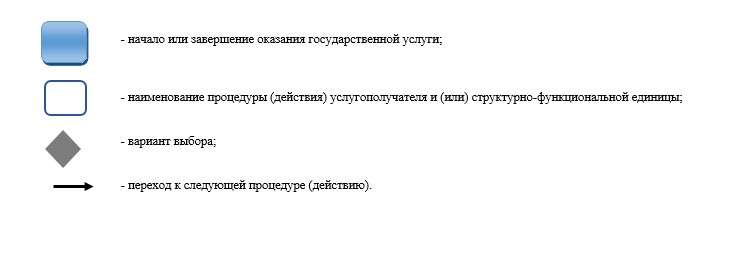 - начало или завершение оказания государственной услуги;
- наименование процедуры (действия) услугополучателя и (или) структурно-функциональной единицы;
- вариант выбора;
- переход к следующей процедуре (действию).